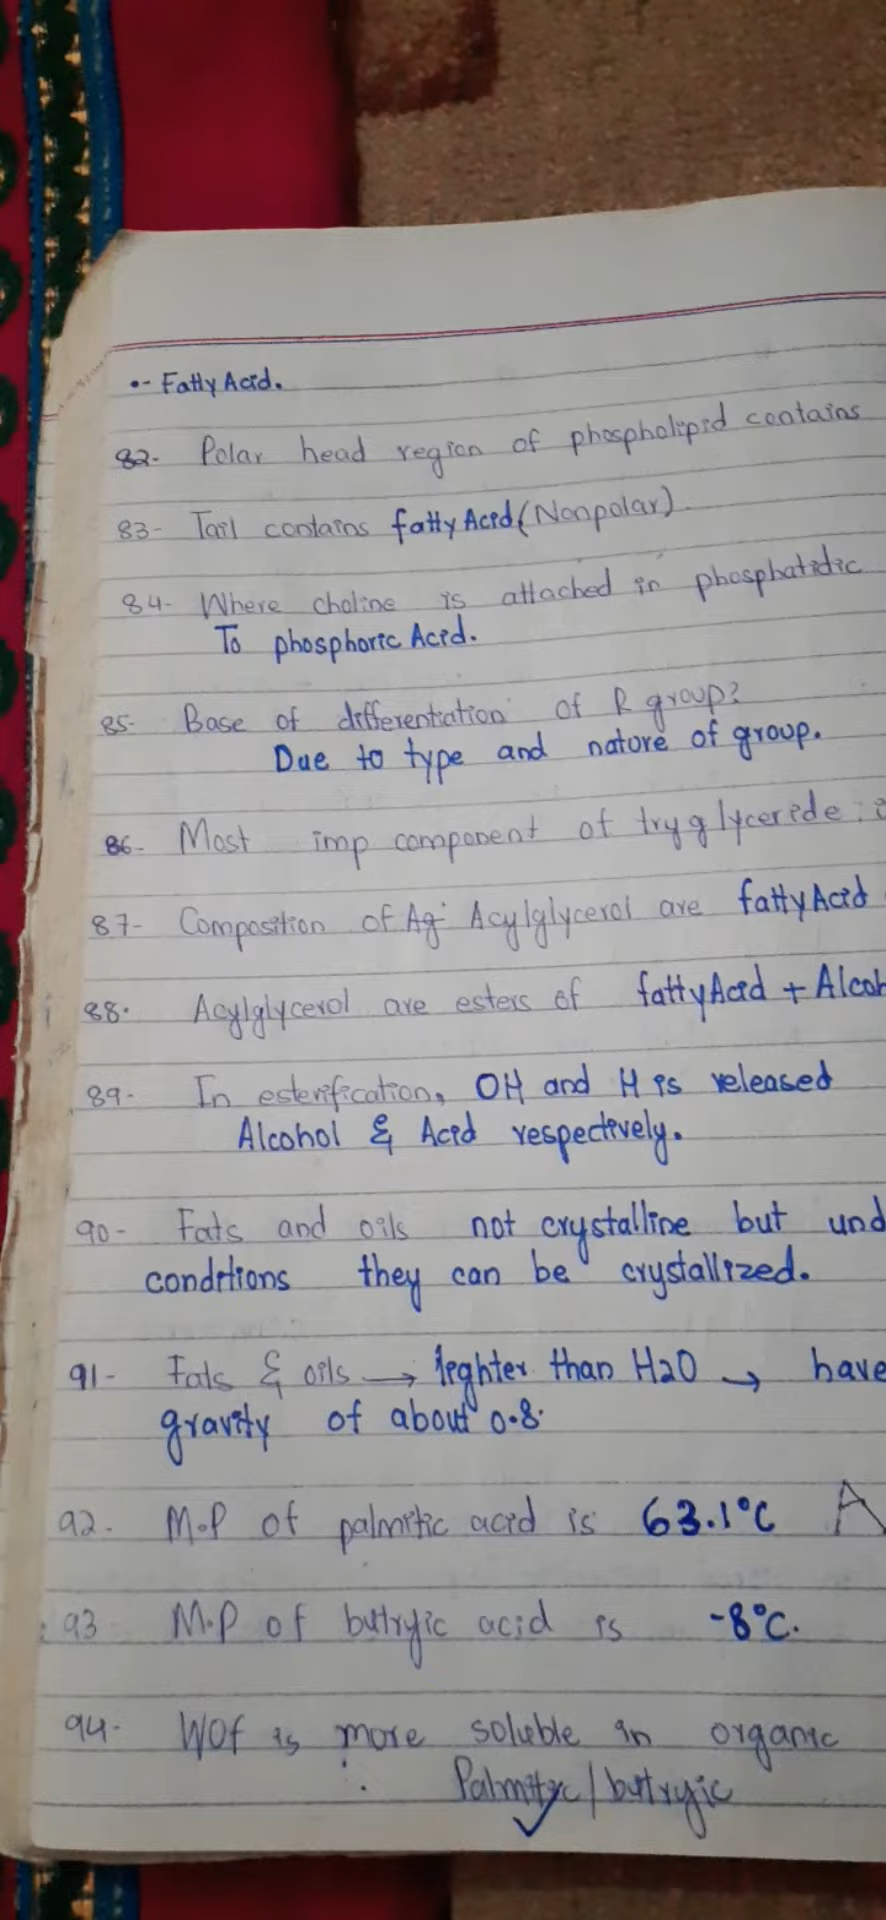 •- Fatty Acid.
82- Polar head region of phospholipid contains
83- Tail contains fatty Acid (Nonpolar)
84- Where choline is attached in phosphatidic
To phosphoric Acid.
85- Base of differentiation of R group?
Due to type and nature of group.
86- Most imp component of tryglyceride :
87- Composition of Ag Acylglycerol are fatty Acid
88. Acylglycerol are esters of fatty Acid + Alcoh
89- In esterification, OH and H is released
Alcohol & Acid respectively.
90- Fats and oils not crystalline but und
conditions they can be crystallized.
91- Fats & oils → lighter than H2O → have
gravity of about 0.8.
92- M.P of palmitic acid is 63.1°C A
93 M.P of butryic acid is -8°C.
94- Wof is more soluble in organic
Palmityc / butryic